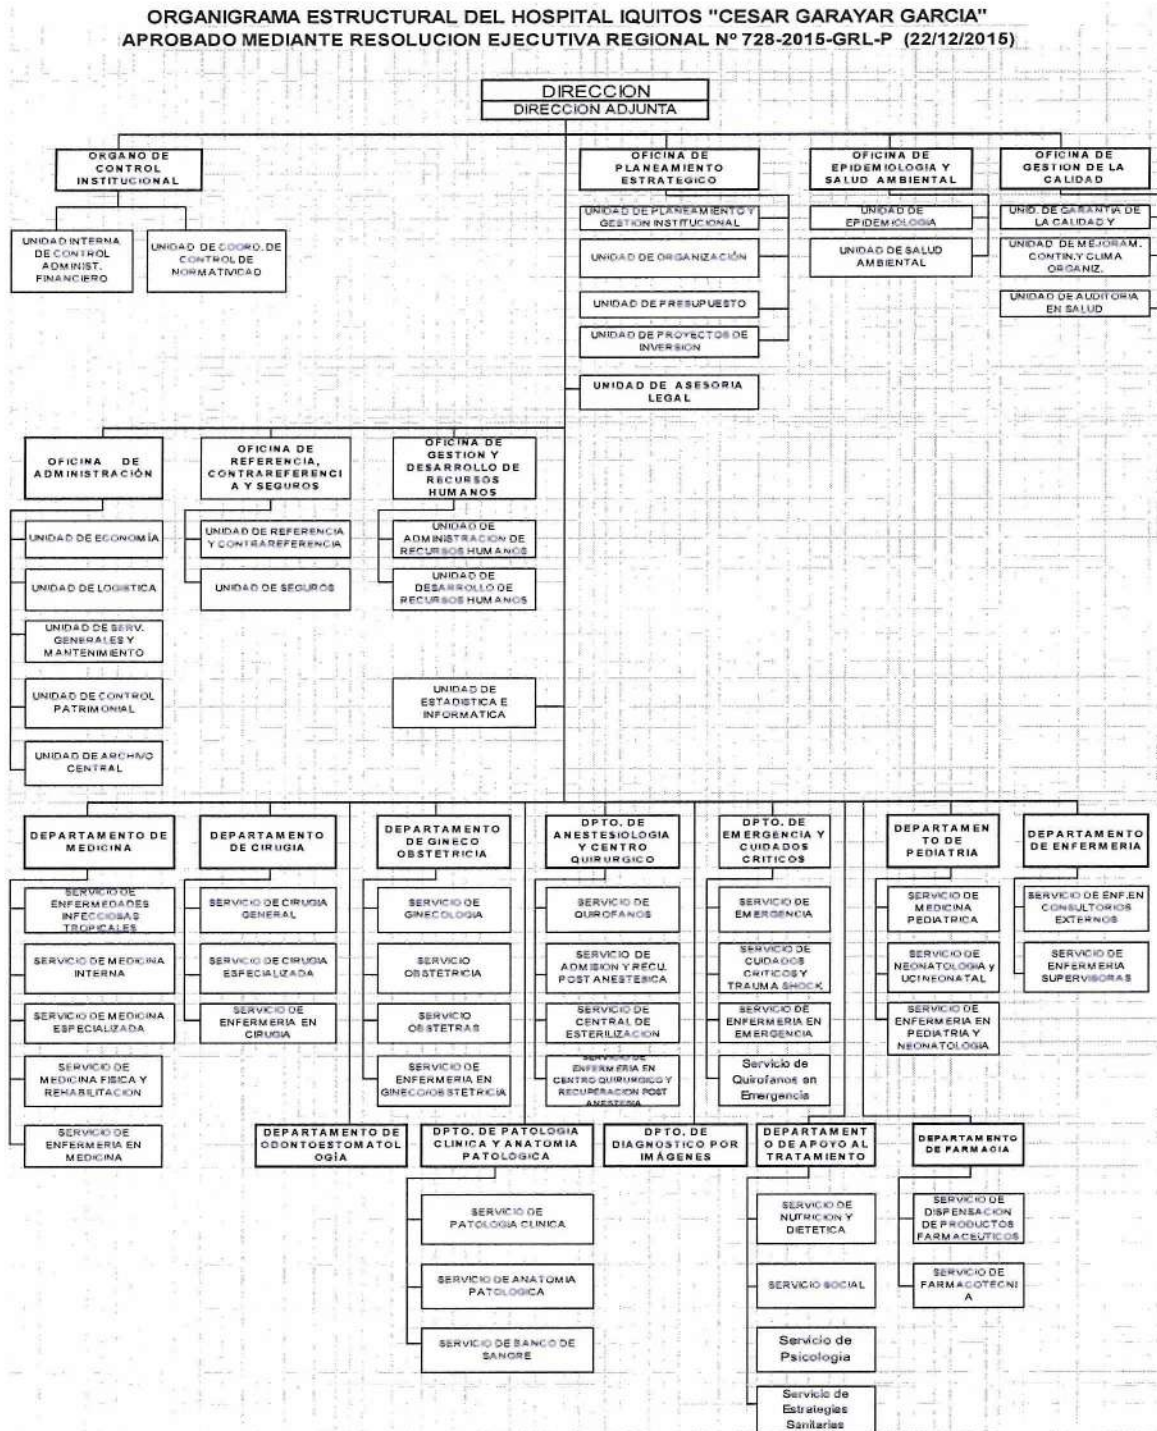 ORGANIGRAMA ESTRUCTURAL DEL HOSPITAL IQUITOS "CESAR GARAYAR GARCIA"
APROBADO MEDIANTE RESOLUCION EJECUTIVA REGIONAL Nº 728-2015-GRL-P (22/12/2015)
DIRECCION
DIRECCION ADJUNTA
ORGANO DE
CONTROL
INSTITUCIONAL
UNIDAD INTERNA
DE CONTROL
ADMINIST.
FINANCIERO
UNIDAD DE COORD. DE
CONTROL DE
NORMATIVIDAD
OFICINA DE
PLANEAMIENTO
ESTRATEGICO
UNIDAD DE PLANEAMIENTO Y
GESTION INSTITUCIONAL
UNIDAD DE ORGANIZACIÓN
UNIDAD DE PRESUPUESTO
UNIDAD DE PROYECTOS DE
INVERSION
OFICINA DE
EPIDEMIOLOGIA Y
SALUD AMBIENTAL
UNIDAD DE
EPIDEMIOLOGIA
UNIDAD DE SALUD
AMBIENTAL
OFICINA DE
GESTION DE LA
CALIDAD
UNID. DE GARANTIA DE
LA CALIDAD Y
UNIDAD DE MEJORAM.
CONTIN.Y CLIMA
ORGANIZ.
UNIDAD DE AUDITORIA
EN SALUD
UNIDAD DE ASESORIA
LEGAL
OFICINA DE
ADMINISTRACIÓN
UNIDAD DE ECONOMÍA
UNIDAD DE LOGISTICA
UNIDAD DE SERV.
GENERALES Y
MANTENIMIENTO
UNIDAD DE CONTROL
PATRIMONIAL
UNIDAD DE ARCHIVO
CENTRAL
OFICINA DE
REFERENCIA,
CONTRAREFERENCI
A Y SEGUROS
UNIDAD DE REFERENCIA
Y CONTRAREFERENCIA
UNIDAD DE SEGUROS
OFICINA DE
GESTION Y
DESARROLLO DE
RECURSOS
HUMANOS
UNIDAD DE
ADMINISTRACION DE
RECURSOS HUMANOS
UNIDAD DE
DESARROLLO DE
RECURSOS HUMANOS
UNIDAD DE
ESTADISTICA E
INFORMATICA
DEPARTAMENTO DE
MEDICINA
SERVICIO DE
ENFERMEDADES
INFECCIOSAS
TROPICALES
SERVICIO DE MEDICINA
INTERNA
SERVICIO DE MEDICINA
ESPECIALIZADA
SERVICIO DE
MEDICINA FISICA Y
REHABILITACION
SERVICIO DE
ENFERMERIA EN
MEDICINA
DEPARTAMENTO
DE CIRUGIA
SERVICIO DE CIRUGIA
GENERAL
SERVICIO DE CIRUGIA
ESPECIALIZADA
SERVICIO DE
ENFERMERIA EN
CIRUGIA
DEPARTAMENTO
DE GINECO
OBSTETRICIA
SERVICIO DE
GINECOLOGIA
SERVICIO
OBSTETRICIA
SERVICIO
OBSTETRAS
SERVICIO DE
ENFERMERIA EN
GINECO/OBSTETRICIA
DPTO. DE
ANESTESIOLOGIA
Y CENTRO
QUIRURGICO
SERVICIO DE
QUIROFANOS
SERVICIO DE
ADMISION Y RECU.
POST ANESTESICA
SERVICIO DE
CENTRAL DE
ESTERILIZACION
SERVICIO DE
ENFERMERIA EN
CENTRO QUIRURGICO Y
RECUPERACION POST
ANESTESIA
DPTO. DE
EMERGENCIA Y
CUIDADOS
CRITICOS
SERVICIO DE
EMERGENCIA
SERVICIO DE
CUIDADOS
CRITICOS Y
TRAUMA SHOCK
SERVICIO DE
ENFERMERIA EN
EMERGENCIA
Servicio de
Quirofanos en
Emergencia
DEPARTAMEN
TO DE
PEDIATRIA
SERVICIO DE
MEDICINA
PEDIATRICA
SERVICIO DE
NEONATOLOGIA y
UCI NEONATAL
SERVICIO DE
ENFERMERIA EN
PEDIATRIA Y
NEONATOLOGIA
DEPARTAMENTO
DE ENFERMERIA
SERVICIO DE ENF.EN
CONSULTORIOS
EXTERNOS
SERVICIO DE
ENFERMERIA
SUPERVISORAS
DEPARTAMENTO DE
ODONTOESTOMATOL
OGÍA
DPTO. DE PATOLOGIA
CLINICA Y ANATOMIA
PATOLOGICA
SERVICIO DE
PATOLOGIA CLINICA
SERVICIO DE ANATOMIA
PATOLOGICA
SERVICIO DE BANCO DE
SANGRE
DPTO. DE
DIAGNOSTICO POR
IMÁGENES
DEPARTAMENT
O DE APOYO AL
TRATAMIENTO
SERVICIO DE
NUTRICION Y
DIETETICA
SERVICIO SOCIAL
Servicio de
Psicologia
Servicio de
Estrategias
Sanitarias
DEPARTAMENTO
DE FARMACIA
SERVICIO DE
DISPENSACION
DE PRODUCTOS
FARMACEUTICOS
SERVICIO DE
FARMACOTECNI
A